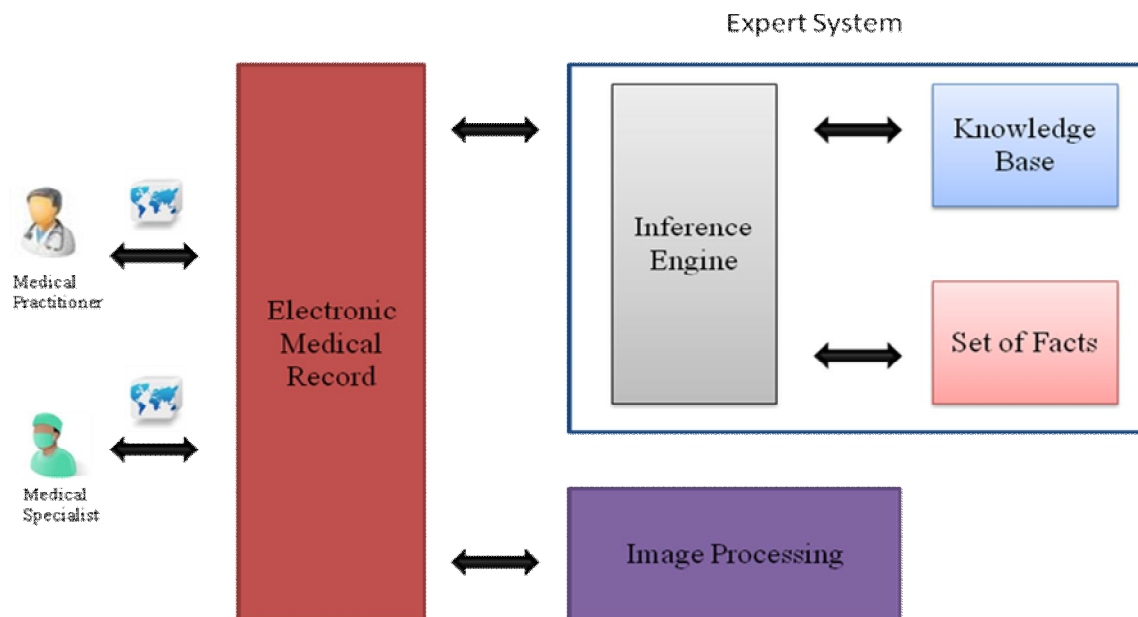 Expert System
Knowledge
Base
Inference
Engine
Medical
Practitioner
Electronic
Medical
Record
Set of Facts
Medical
Specialist
Image Processing